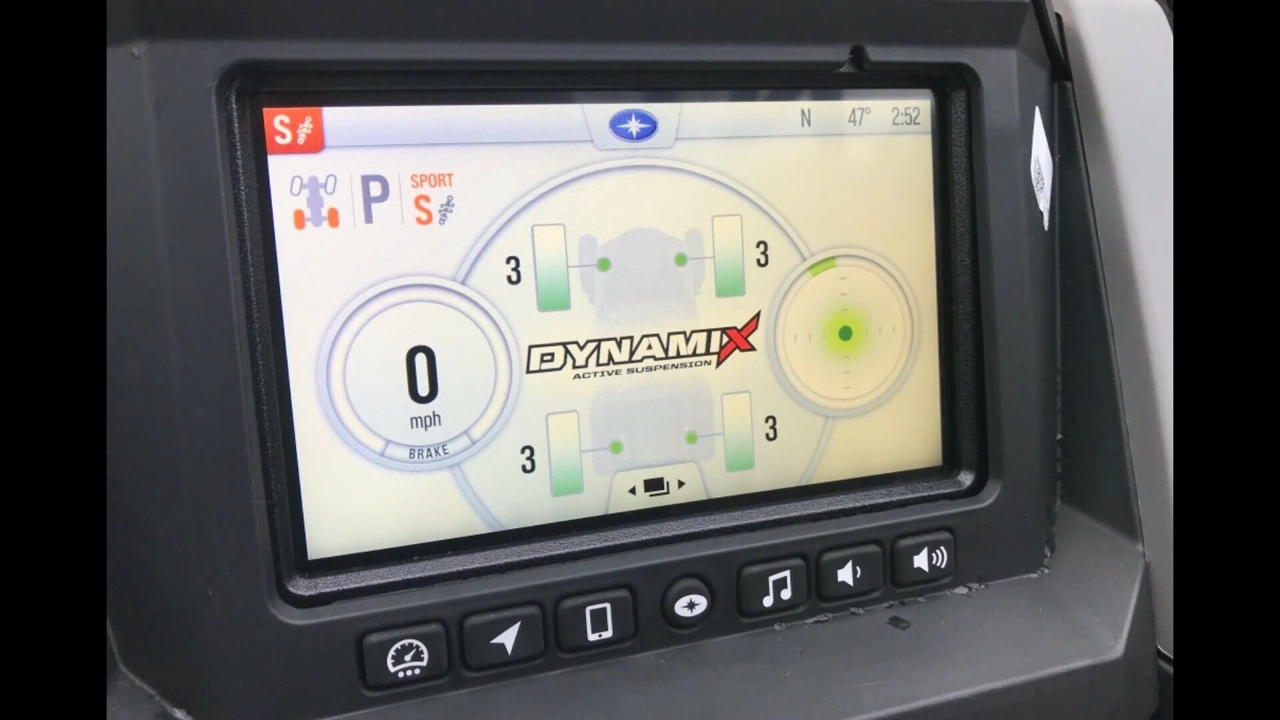 S
N 47° 2:52
P
SPORT
S
3 3
DYNAMIX
ACTIVE SUSPENSION
0
mph
BRAKE
3 3